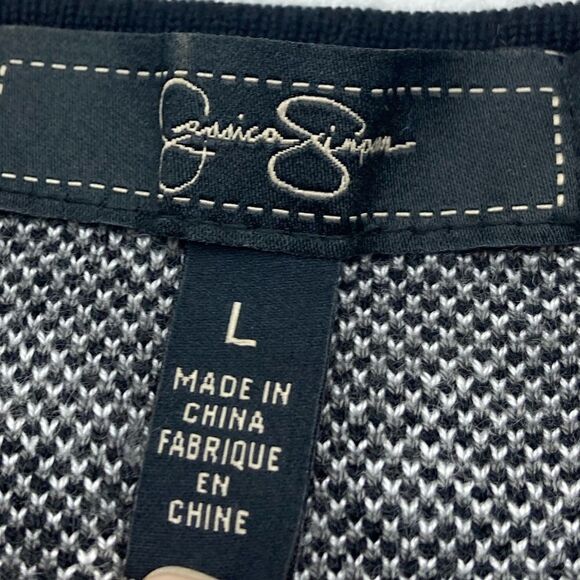 Jessica Simpson
L
MADE IN
CHINA
FABRIQUE
EN
CHINE